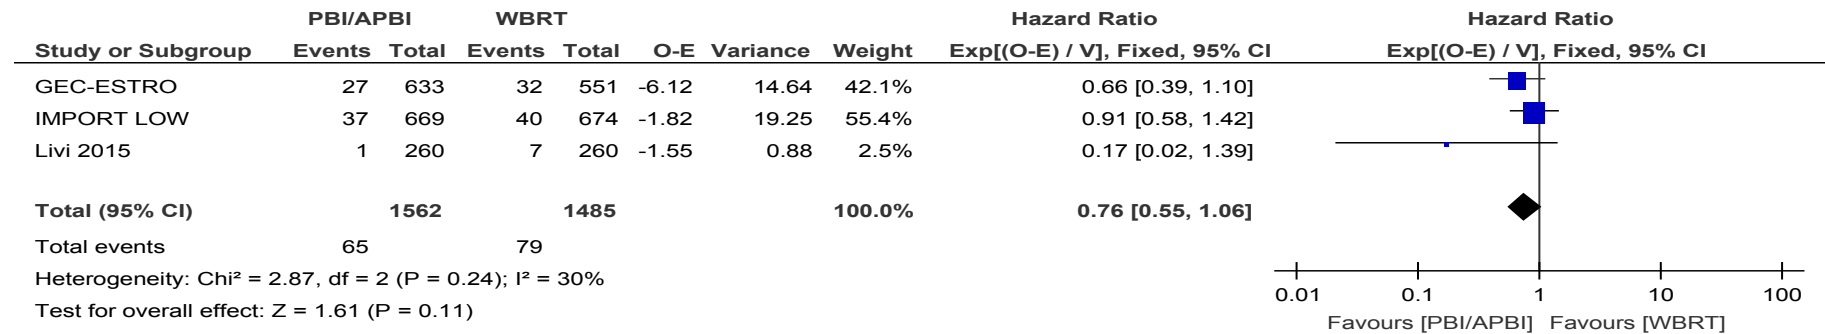 PBI/APBI WBRT Hazard Ratio Hazard Ratio
Study or Subgroup Events Total Events Total O-E Variance Weight Exp[(O-E) / V], Fixed, 95% CI Exp[(O-E) / V], Fixed, 95% CI
GEC-ESTRO 27 633 32 551 -6.12 14.64 42.1% 0.66 [0.39, 1.10]
IMPORT LOW 37 669 40 674 -1.82 19.25 55.4% 0.91 [0.58, 1.42]
Livi 2015 1 260 7 260 -1.55 0.88 2.5% 0.17 [0.02, 1.39]
Total (95% CI) 1562 1485 100.0% 0.76 [0.55, 1.06]
Total events 65 79
Heterogeneity: Chi² = 2.87, df = 2 (P = 0.24); I² = 30%
Test for overall effect: Z = 1.61 (P = 0.11)
0.01 0.1 1 10 100
Favours [PBI/APBI] Favours [WBRT]